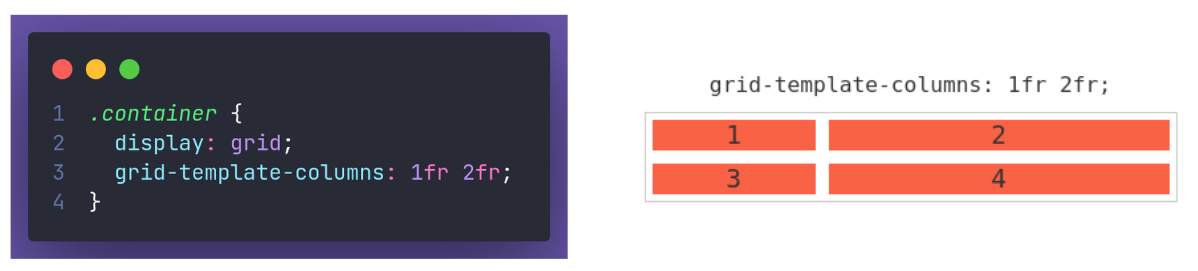 1 .container {
2   display: grid;
3   grid-template-columns: 1fr 2fr;
4 }
grid-template-columns: 1fr 2fr;
1 2
3 4